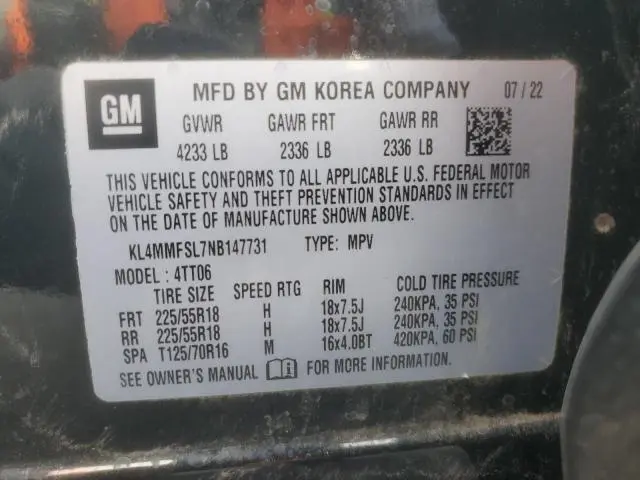 GM
MFD BY GM KOREA COMPANY 07 / 22
GVWR GAWR FRT GAWR RR
4233 LB 2336 LB 2336 LB
THIS VEHICLE CONFORMS TO ALL APPLICABLE U.S. FEDERAL MOTOR
VEHICLE SAFETY AND THEFT PREVENTION STANDARDS IN EFFECT
ON THE DATE OF MANUFACTURE SHOWN ABOVE.
KL4MMFSL7NB147731 TYPE: MPV
MODEL : 4TT06
TIRE SIZE SPEED RTG RIM COLD TIRE PRESSURE
FRT 225/55R18 H 18x7.5J 240KPA, 35 PSI
RR 225/55R18 H 18x7.5J 240KPA, 35 PSI
SPA T125/70R16 M 16x4.0BT 420KPA, 60 PSI
SEE OWNER'S MANUAL FOR MORE INFORMATION.